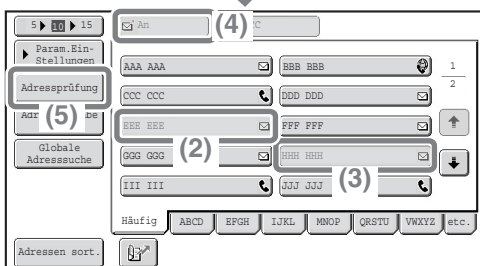 5 10 15
An
(4)
CC
Param.Ein-
Stellungen
AAA AAA
BBB BBB
1
2
Adressprüfung
(5)
CCC CCC
DDD DDD
EEE EEE
(2)
FFF FFF
Globale
Adresssuche
GGG GGG
HHH HHH
(3)
III III
JJJ JJJ
Häufig ABCD EFGH IJKL MNOP QRSTU VWXYZ etc.
Adressen sort.